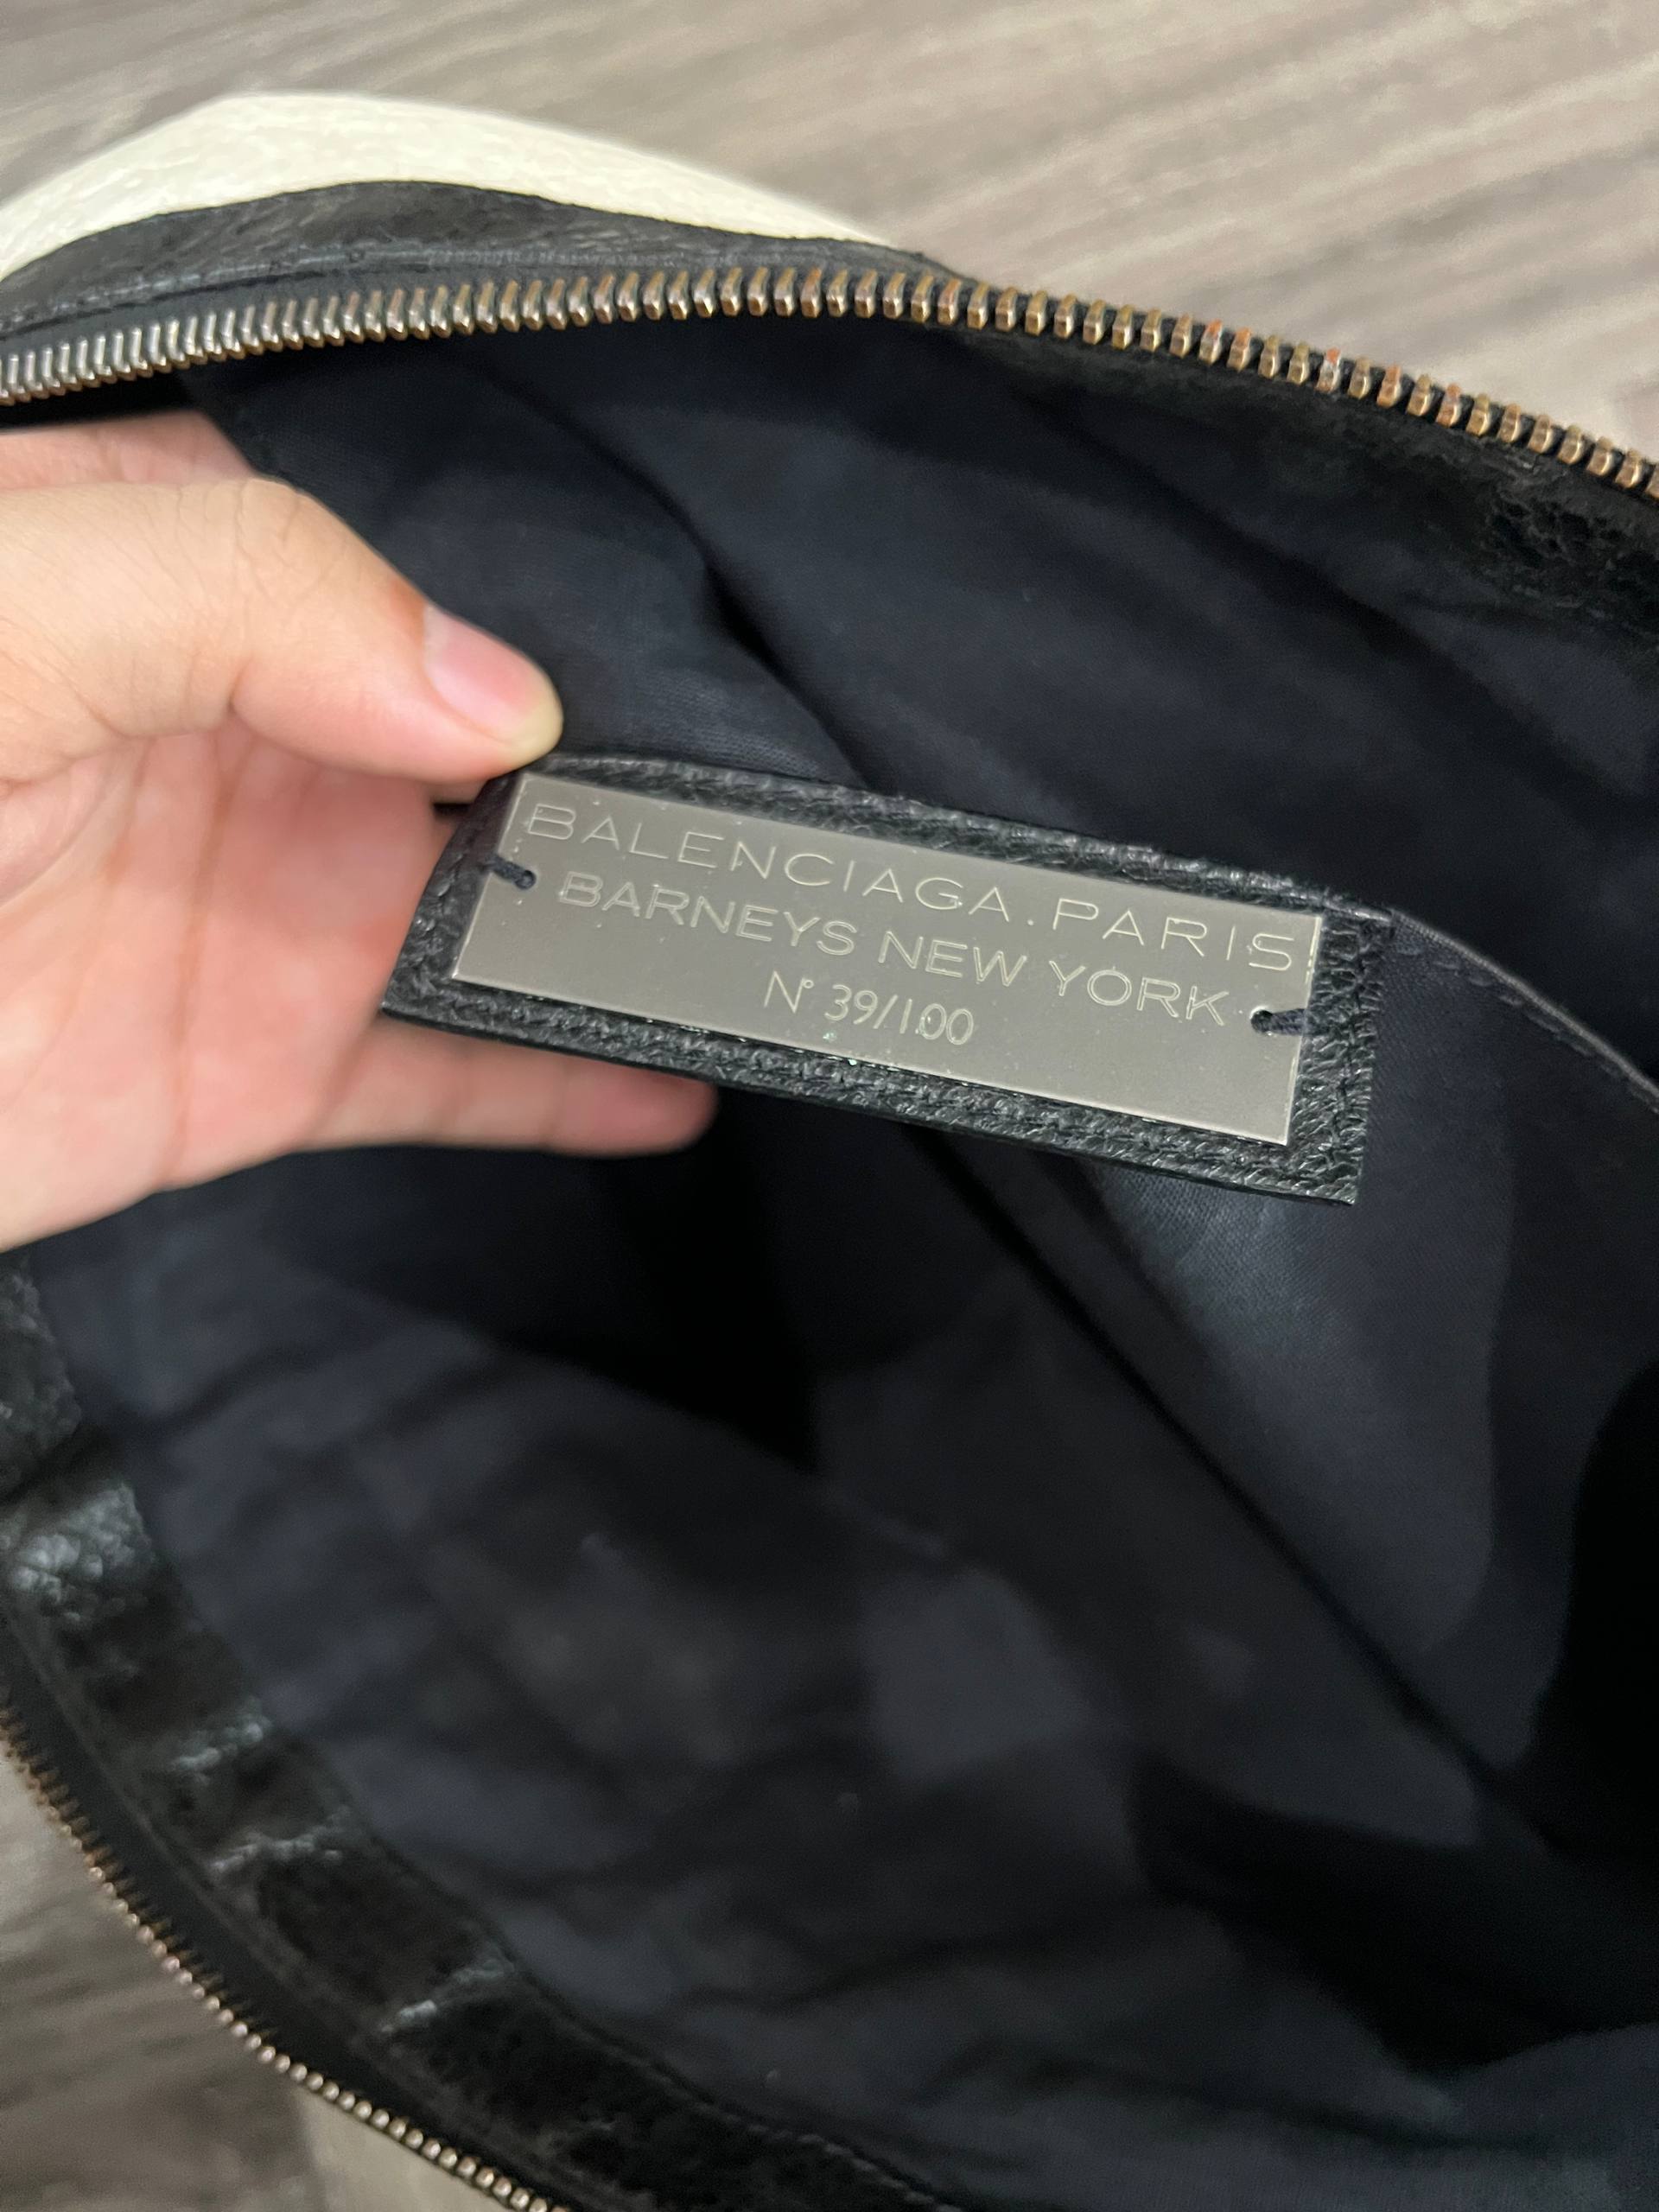 BALENCIAGA.PARIS
BARNEYS NEW YORK
N° 39/100